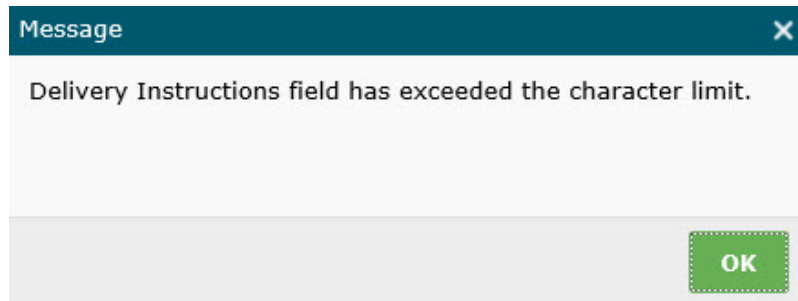 Message
Delivery Instructions field has exceeded the character limit.
OK